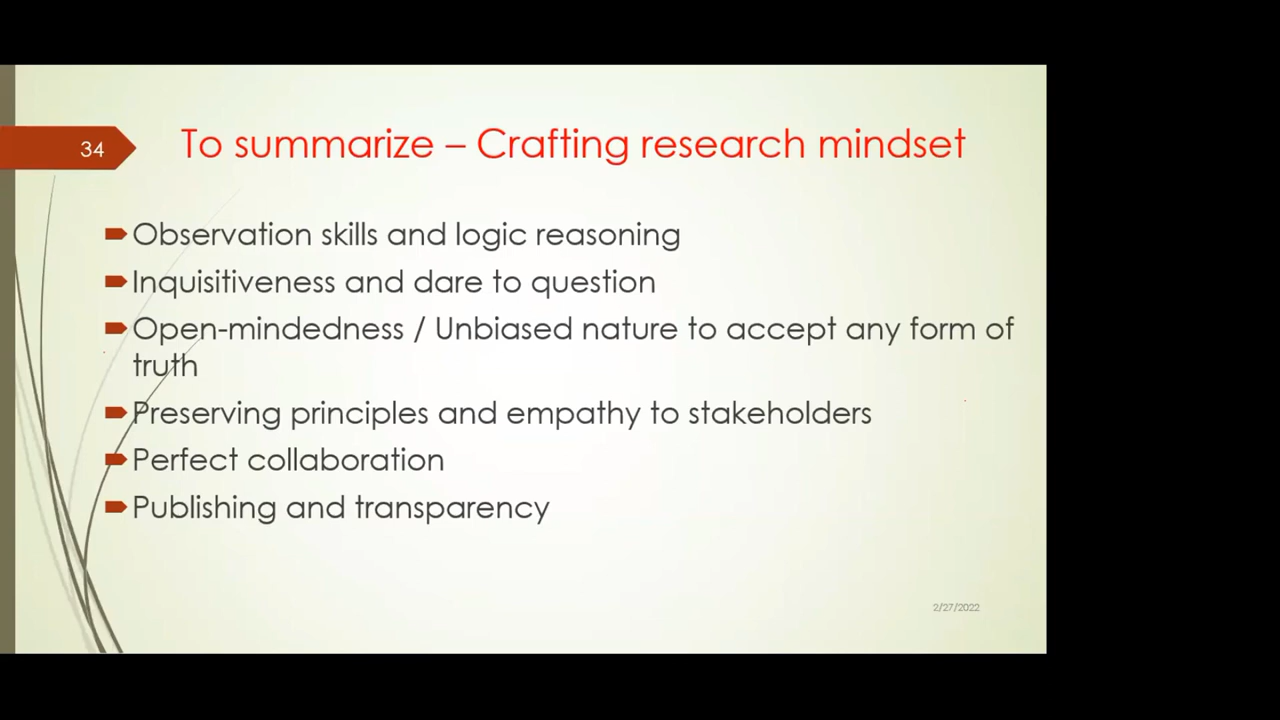 34
To summarize – Crafting research mindset
Observation skills and logic reasoning
Inquisitiveness and dare to question
Open-mindedness / Unbiased nature to accept any form of
truth
Preserving principles and empathy to stakeholders
Perfect collaboration
Publishing and transparency
2/27/2022